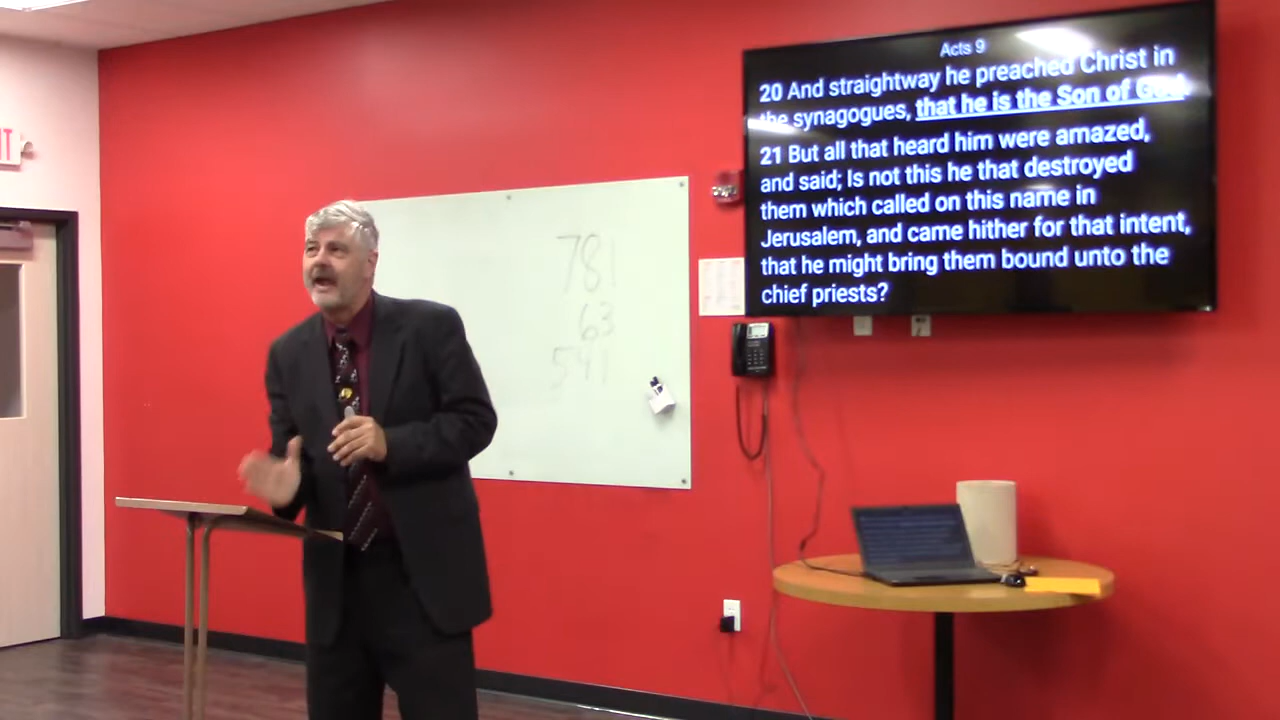 781
63
541
Acts 9
20 And straightway he preached Christ in
the synagogues, that he is the Son of God.
21 But all that heard him were amazed,
and said; Is not this he that destroyed
them which called on this name in
Jerusalem, and came hither for that intent,
that he might bring them bound unto the
chief priests?